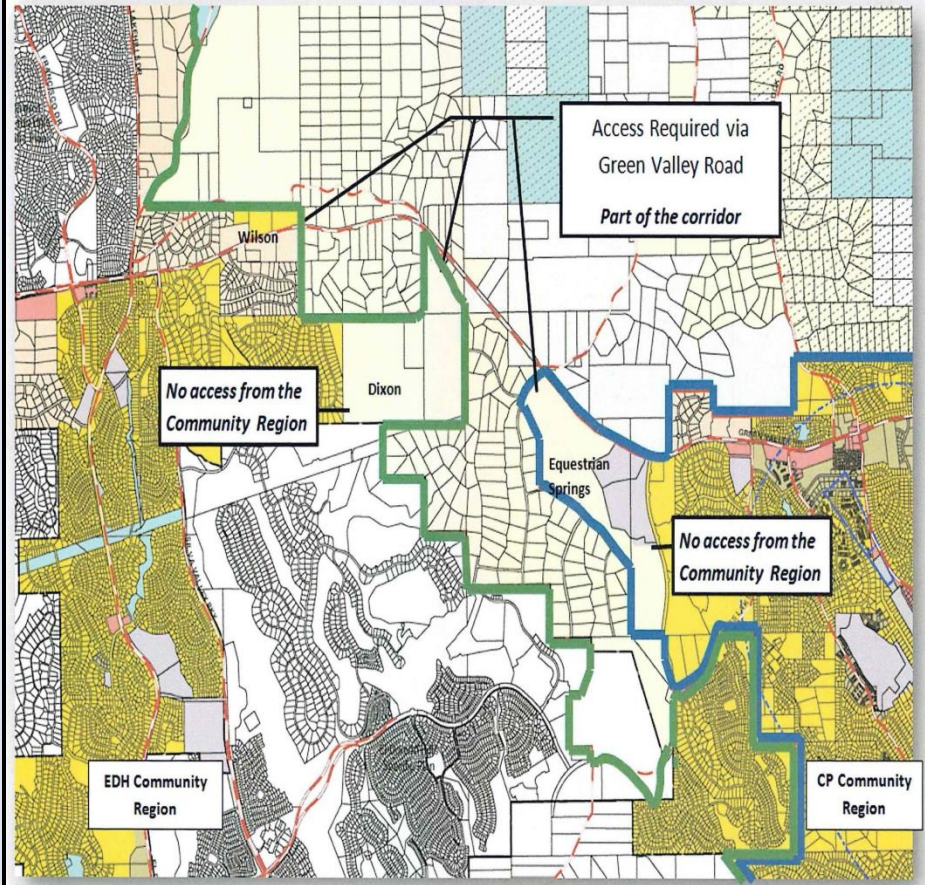 Access Required via
Green Valley Road
Part of the corridor
Wilson
No access from the
Community Region
Dixon
Equestrian
Springs
No access from the
Community Region
EDH Community
Region
CP Community
Region